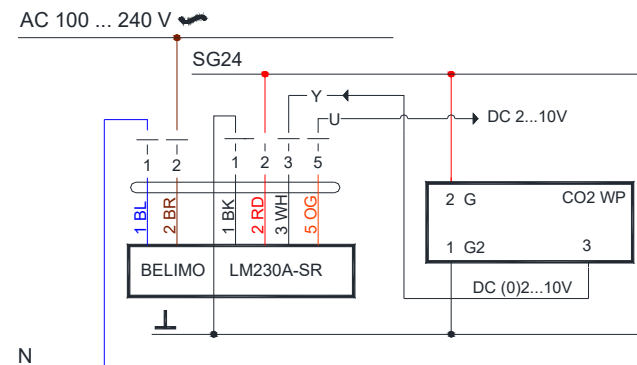 AC 100 ... 240 V
SG24
Y
U
DC 2...10V
1 2 1 2 3 5
2 G CO2 WP
1 BL 2 BR 1 BK 2 RD 3 WH 5 OG
1 G2 3
BELIMO LM230A-SR
DC (0)2...10V
N